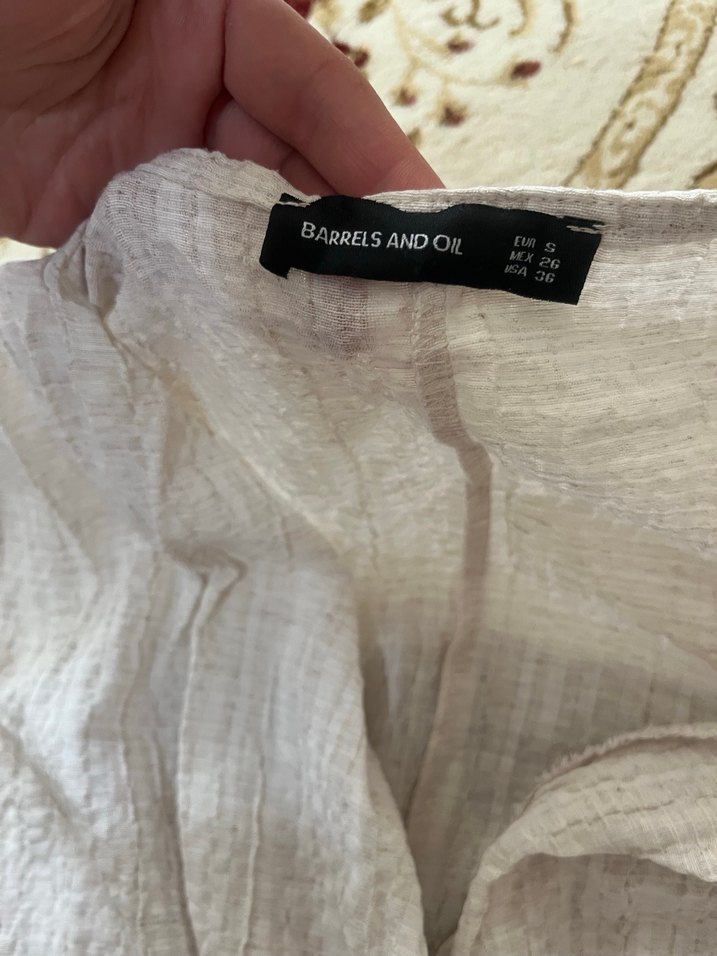 BARRELS AND OIL
EUR S
MEX 26
USA 36